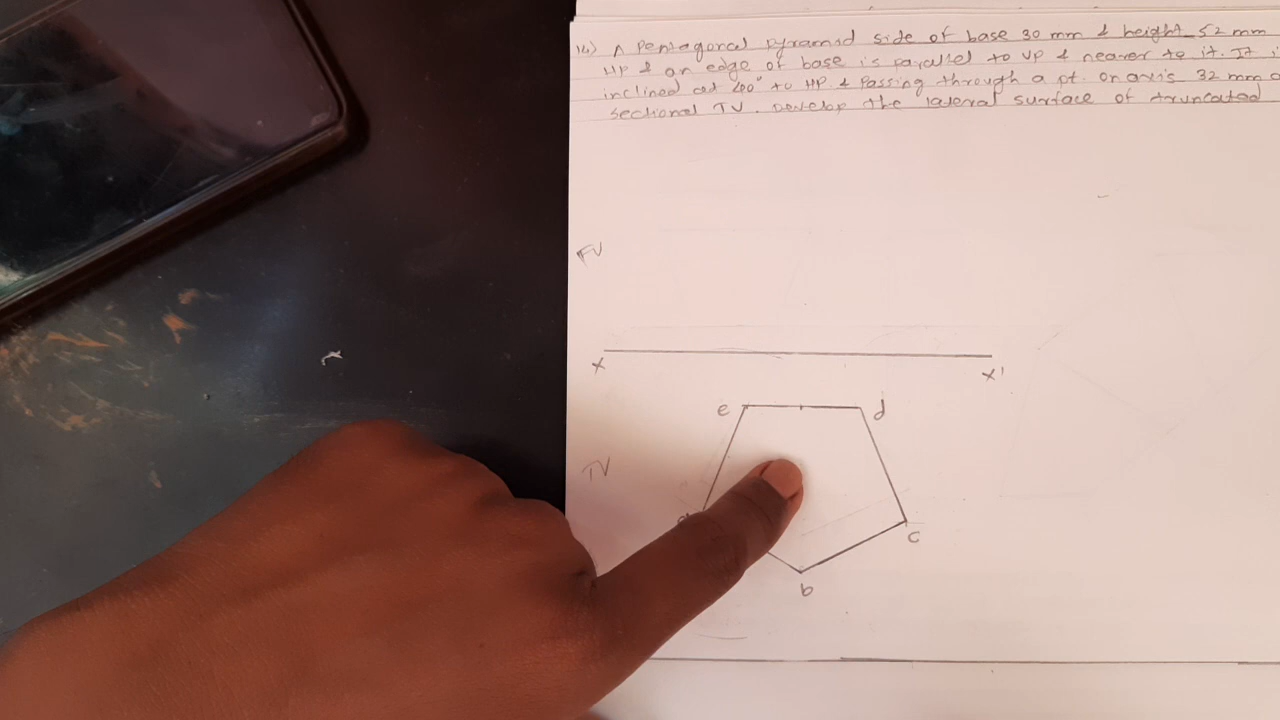 14) A Pentagonal pyramid side of base 30 mm & height 52 mm
HP & an edge of base is parallel to VP & nearer to it. It i
inclined at 40° to HP. & Passing through a pt. on axis 32 mm
sectional TV. Develop the lateral surface of truncated
FV
X
X'
e
d
TV
a
c
b